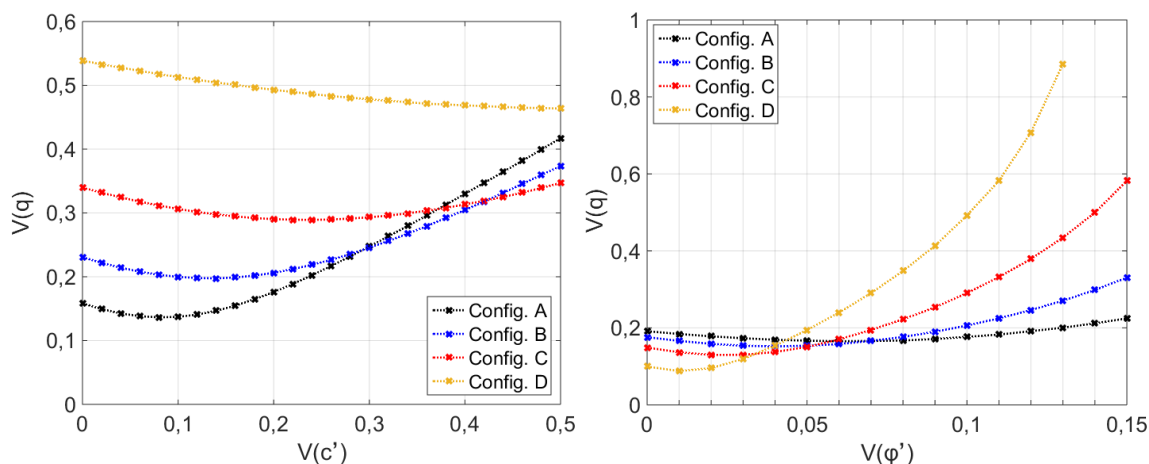 0,6
0,5
0,4
0,3
0,2
0,1
0
V(q)
0 0,1 0,2 0,3 0,4 0,5
V(c’)
Config. A
Config. B
Config. C
Config. D
1
0,8
0,6
0,4
0,2
0
V(q)
0 0,05 0,1 0,15
V(φ’)
Config. A
Config. B
Config. C
Config. D